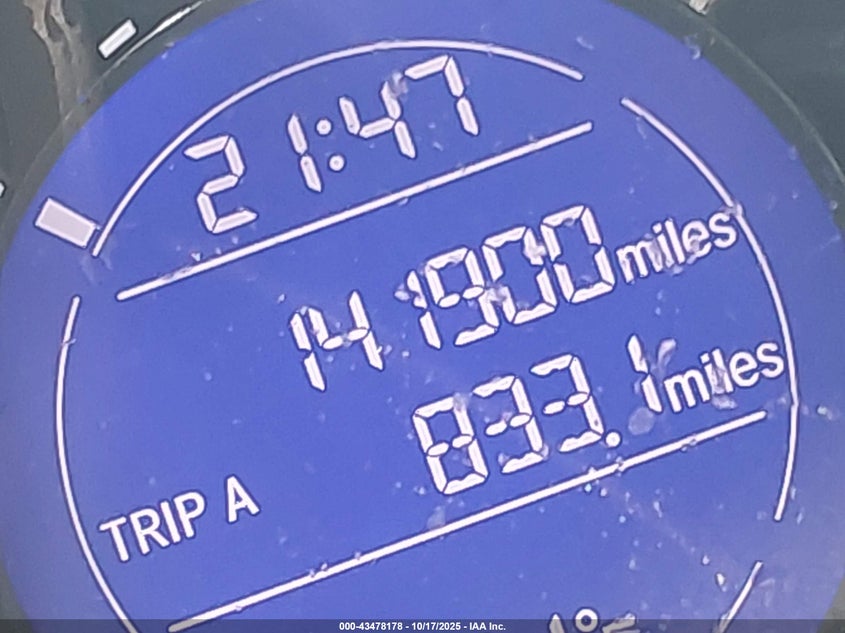 21:47
141900 miles
833.1 miles
TRIP A
000-43478178 - 10/17/2025 - IAA Inc.